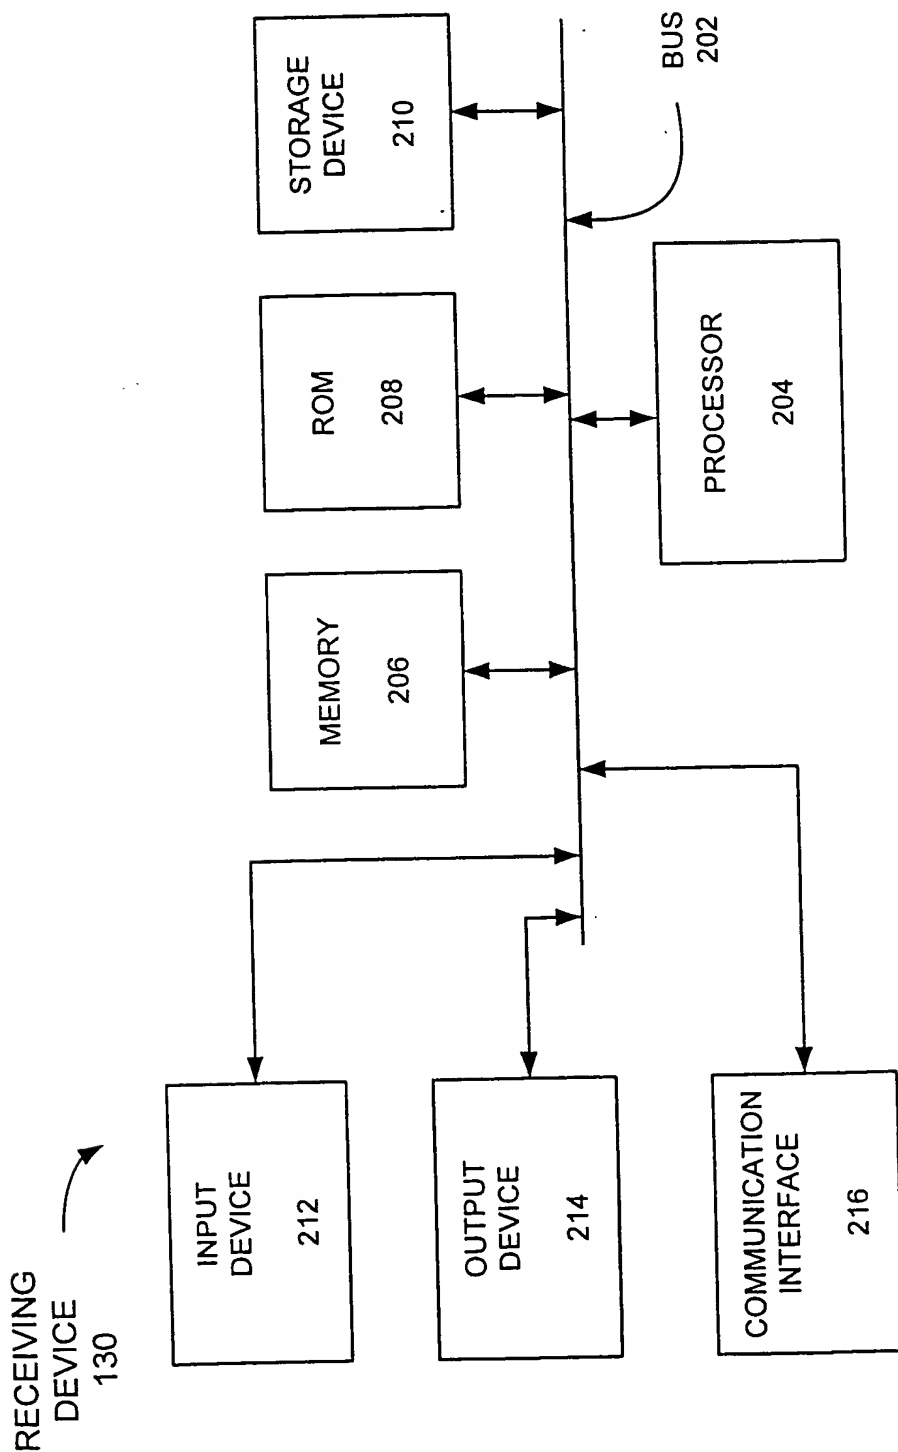 RECEIVING
DEVICE
130
INPUT
DEVICE
212
OUTPUT
DEVICE
214
COMMUNICATION
INTERFACE
216
MEMORY
206
ROM
208
STORAGE
DEVICE
210
PROCESSOR
204
BUS
202